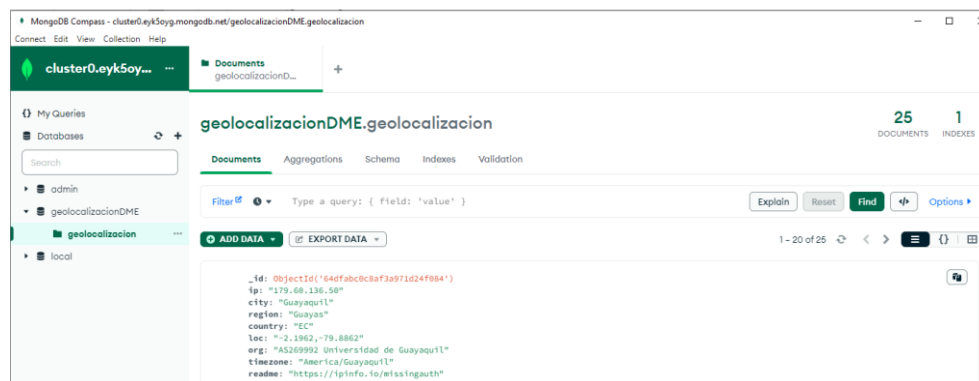 MongoDB Compass - cluster0.eyk5oyg.mongodb.net/geolocalizacionDME.geolocalizacion
Connect Edit View Collection Help
cluster0.eyk5oy... ...
Documents
geolocalizacionD...
+
{} My Queries
Databases
Search
admin
geolocalizacionDME
geolocalizacion ...
local
geolocalizacionDME.geolocalizacion
25
DOCUMENTS
1
INDEXES
Documents Aggregations Schema Indexes Validation
Filter Type a query: { field: 'value' } Explain Reset Find </> Options
ADD DATA EXPORT DATA 1 – 20 of 25 {}
_id: ObjectId('64dfabc0c8af3a971d24f084')
ip: "179.60.136.50"
city: "Guayaquil"
region: "Guayas"
country: "EC"
loc: "-2.1962,-79.8862"
org: "AS269992 Universidad de Guayaquil"
timezone: "America/Guayaquil"
readme: "https://ipinfo.io/missingauth"